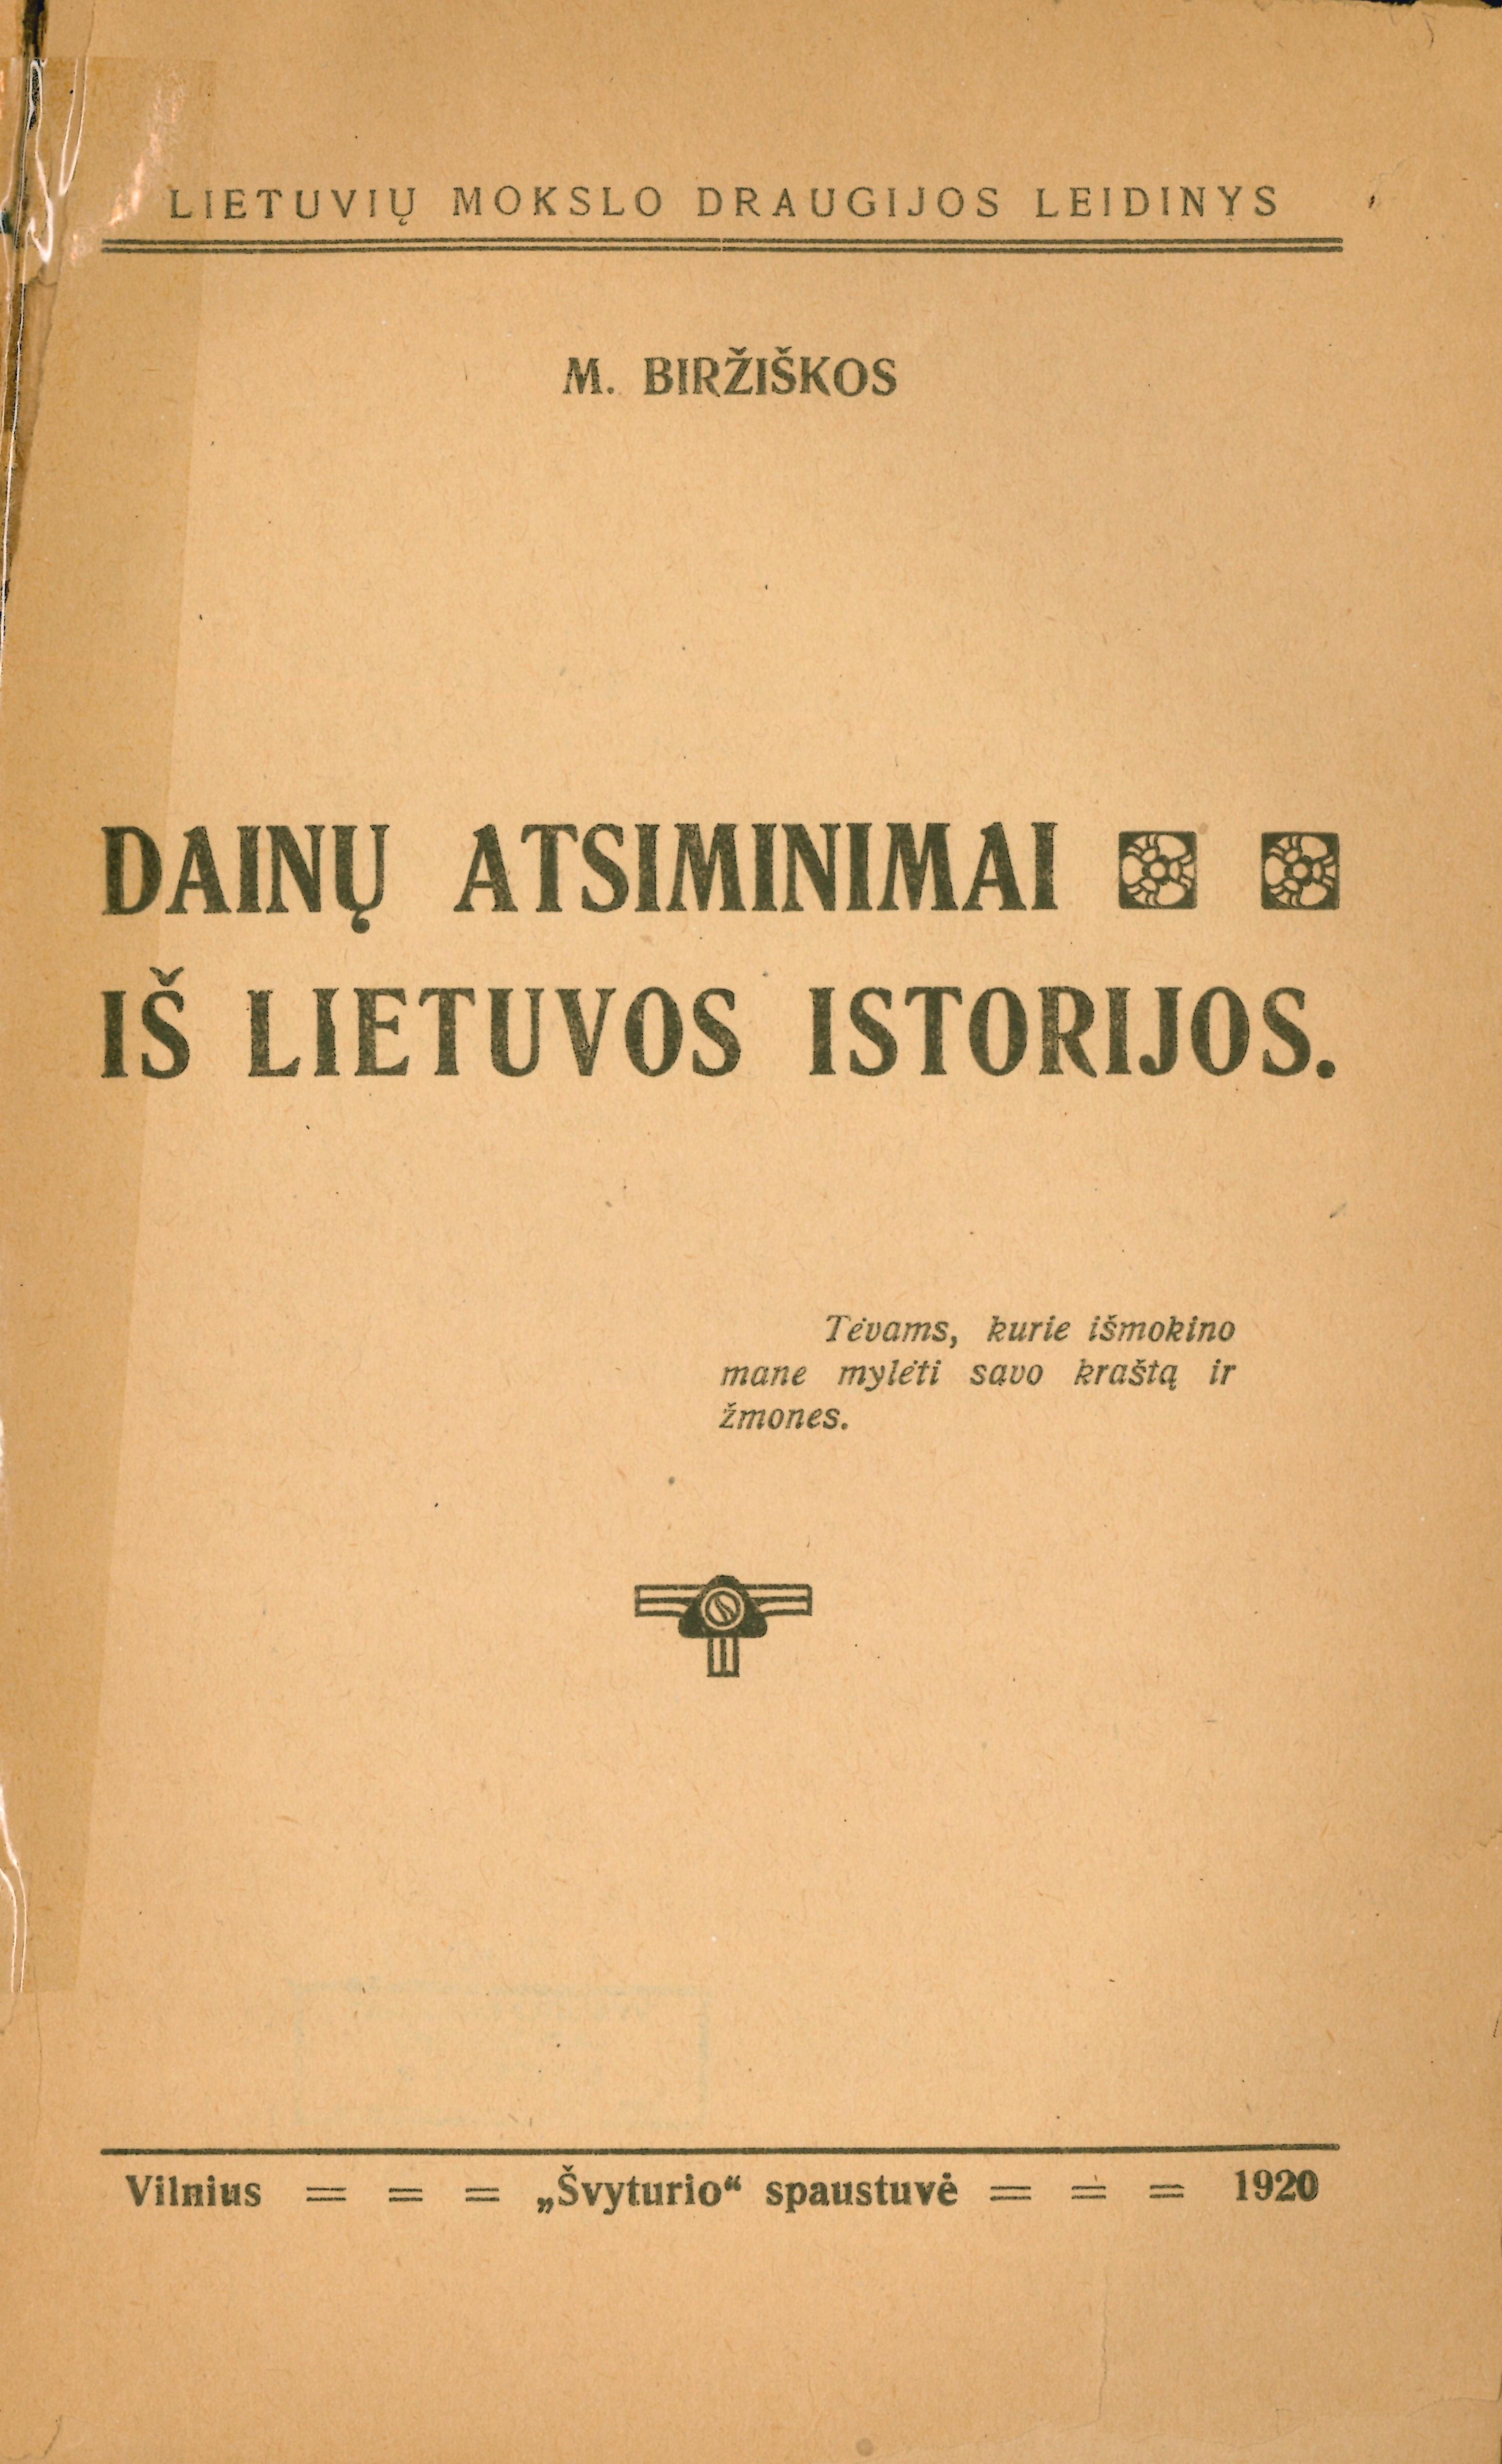 LIETUVIŲ MOKSLO DRAUGIJOS LEIDINYS
M. BIRŽIŠKOS
DAINŲ ATSIMINIMAI
IŠ LIETUVOS ISTORIJOS.
Tėvams, kurie išmokino
mane mylėti savo kraštą ir
žmones.
Vilnius = = = „Švyturio“ spaustuvė = = = 1920